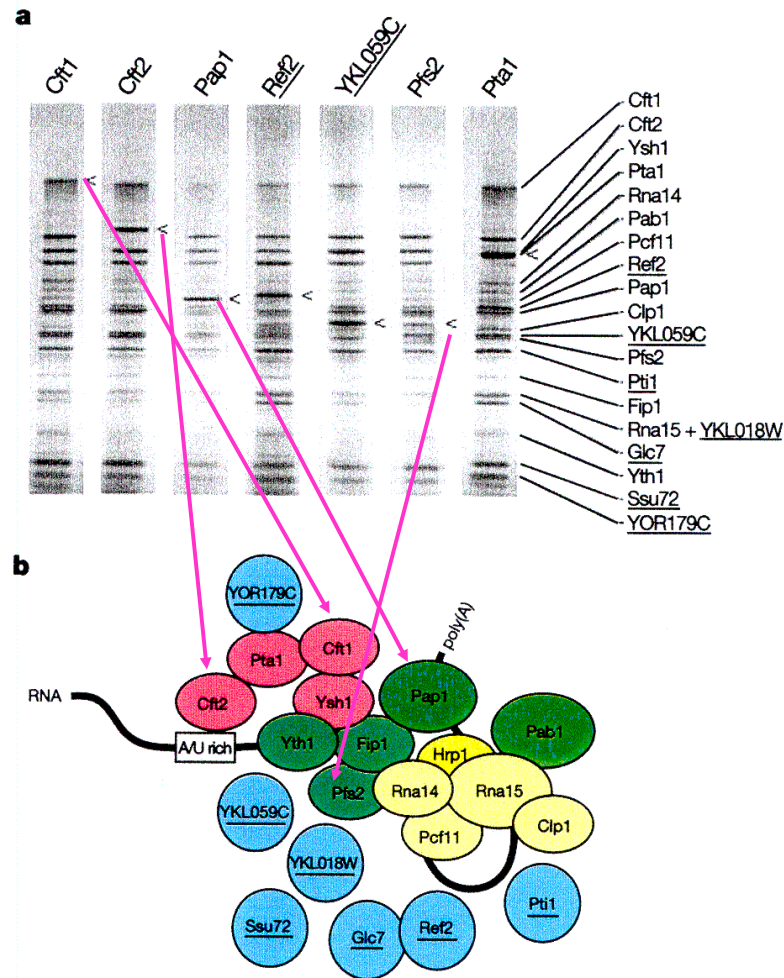 a
Cft1
Cft2
Pap1
Ref2
YKL059C
Pfs2
Pta1
Cft1
Cft2
Ysh1
Pta1
Rna14
Pab1
Pcf11
Ref2
Pap1
Clp1
YKL059C
Pfs2
Pti1
Fip1
Rna15 + YKL018W
Glc7
Yth1
Ssu72
YOR179C
b
YOR179C
poly(A)
Pta1
Cft1
RNA
Cft2
Ysh1
Pap1
A/U rich
Yth1
Fip1
Hrp1
Pab1
Pfs2
Rna14
Rna15
YKL059C
Pcf11
Clp1
YKL018W
Ssu72
Glc7
Ref2
Pti1